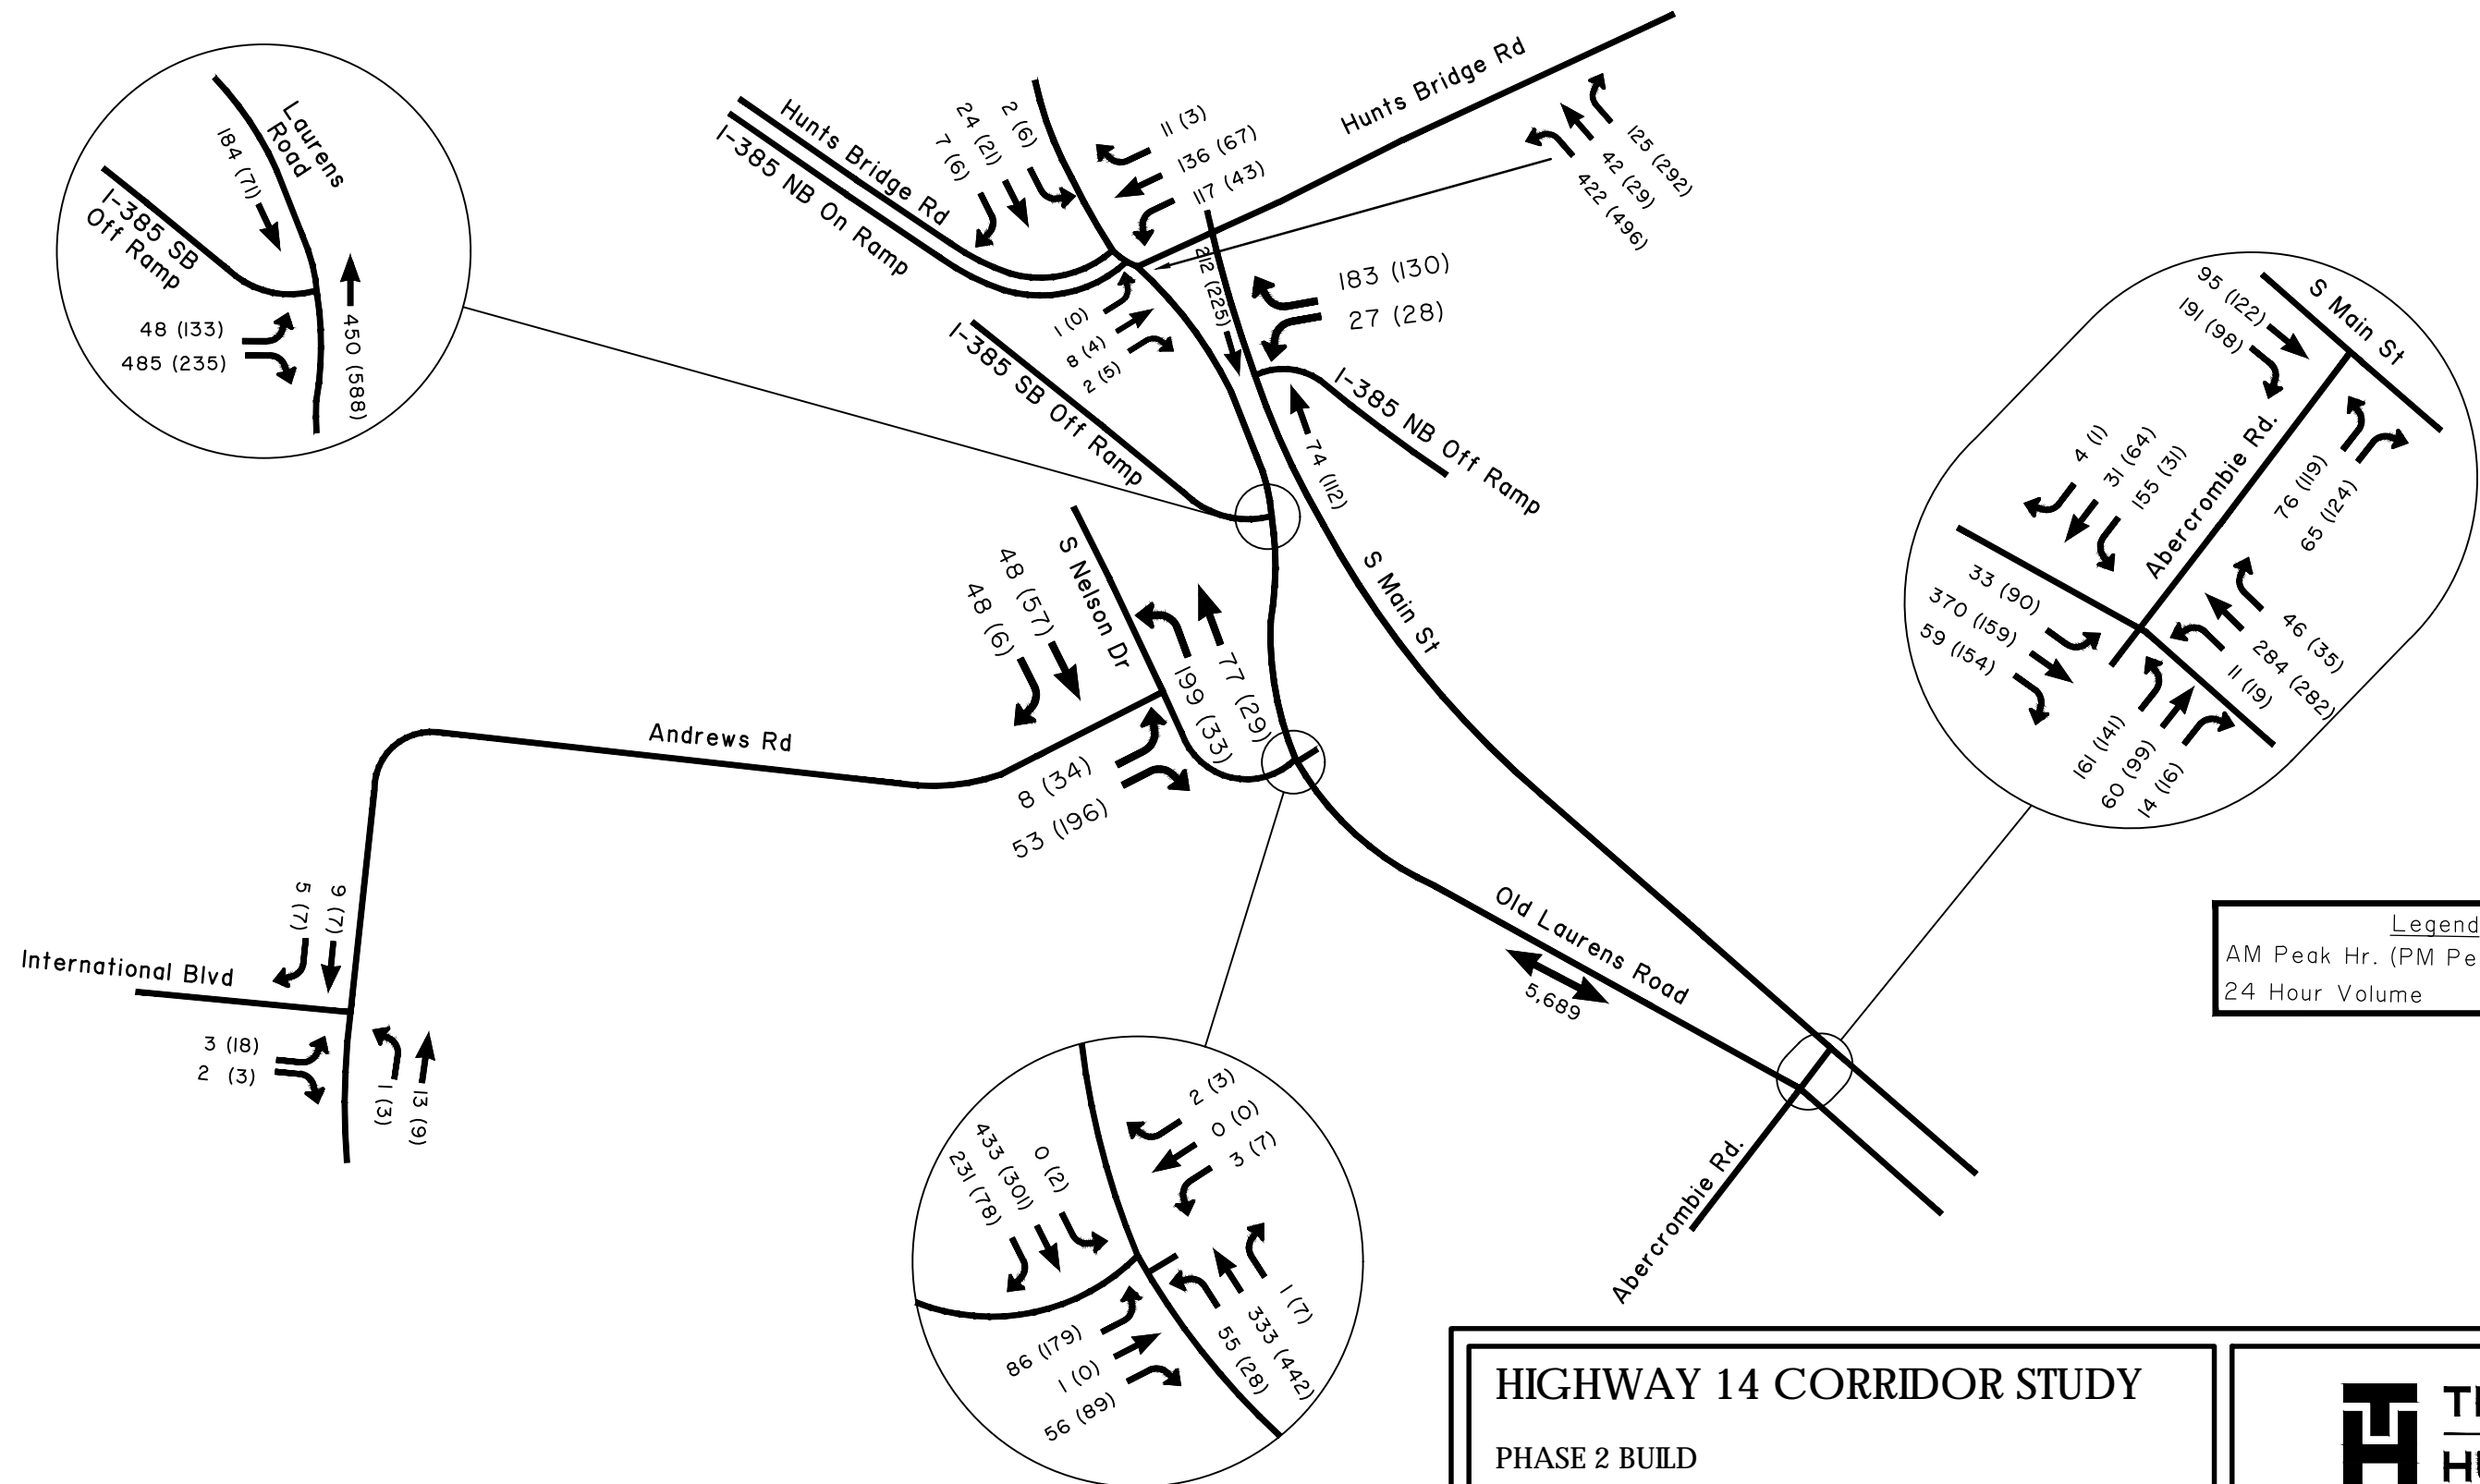 Laurens
Road
184 (71)
I-385 SB
Off Ramp
48 (133)
485 (235)
450 (588)
Hunts Bridge Rd
I-385 NB On Ramp
7 (6)
24 (21)
2 (6)
11 (3)
136 (67)
117 (43)
Hunts Bridge Rd
125 (292)
42 (29)
422 (496)
212 (225)
183 (130)
27 (28)
1 (0)
8 (4)
2 (5)
I-385 SB Off Ramp
I-385 NB Off Ramp
74 (112)
S Main St
95 (122)
191 (98)
S Main St
Abercrombie Rd.
4 (1)
31 (64)
155 (31)
76 (119)
65 (124)
33 (90)
370 (159)
59 (154)
46 (35)
284 (282)
11 (19)
161 (141)
60 (99)
14 (16)
S Nelson Dr
48 (57)
48 (6)
77 (29)
199 (33)
Andrews Rd
8 (34)
53 (196)
5 (7)
9 (7)
International Blvd
3 (18)
2 (3)
1 (3)
13 (9)
Old Laurens Road
5,689
Abercrombie Rd.
2 (3)
0 (0)
3 (7)
0 (2)
433 (301)
231 (78)
86 (179)
1 (0)
56 (89)
1 (7)
333 (442)
55 (28)
Legend
AM Peak Hr. (PM Pe
24 Hour Volume
HIGHWAY 14 CORRIDOR STUDY
PHASE 2 BUILD